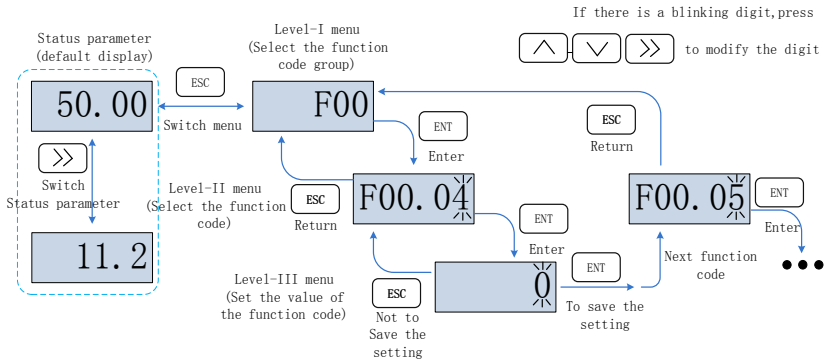 If there is a blinking digit,press
to modify the digit
Status parameter
(default display)
Level-I menu
(Select the function
code group)
ESC
50.00
F00
Switch menu
ENT
Enter
ESC
Return
Switch
Status parameter
Level-II menu
(Select the function
code)
ESC
Return
F00.04
F00.05
ENT
Enter
ENT
Enter
11.2
Level-III menu
(Set the value of
the function code)
ESC
Not to
Save the
setting
0
ENT
To save the
setting
Next function
code